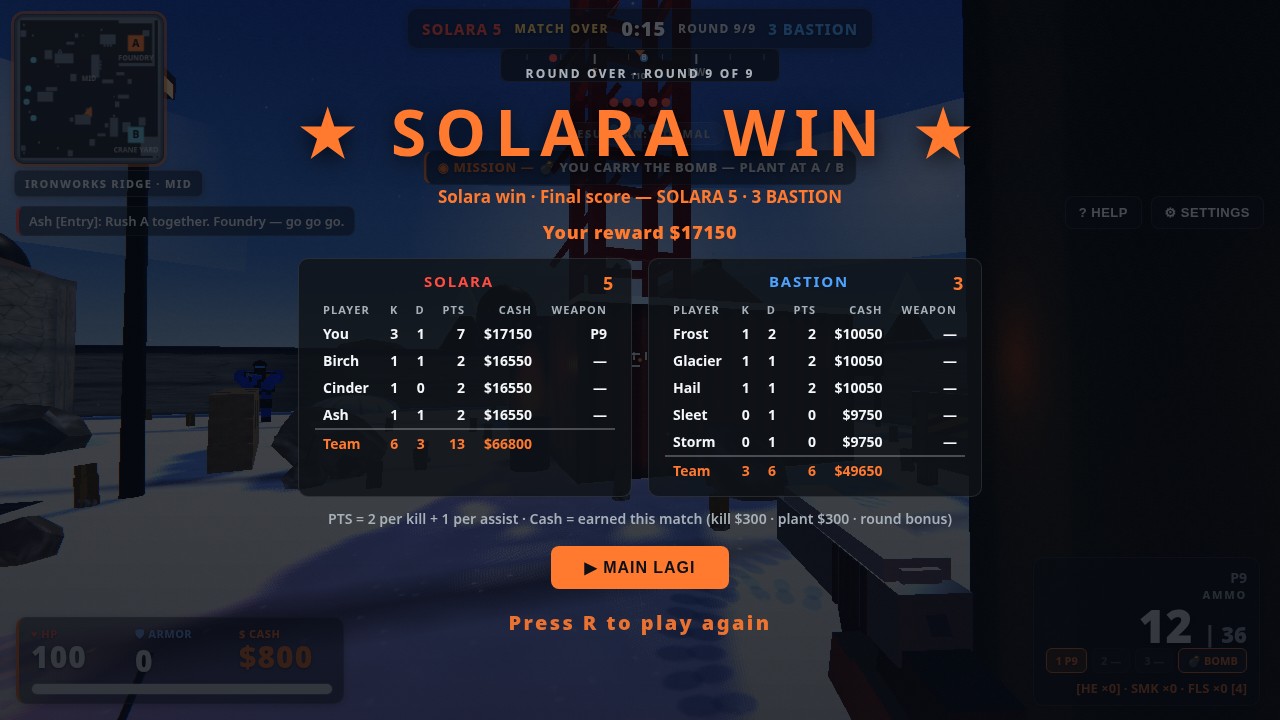 SOLARA 5 MATCH OVER 0:15 ROUND 9/9 3 BASTION
A
FOUNDRY
MID
B
CRANE YARD
ROUND OVER · ROUND 9 OF 9
★ SOLARA WIN ★
MISSION — YOU CARRY THE BOMB — PLANT AT A / B
IRONWORKS RIDGE · MID
Solara win · Final score — SOLARA 5 · 3 BASTION
Ash [Entry]: Rush A together. Foundry — go go go.
? HELP
⚙ SETTINGS
Your reward $17150
SOLARA 5
PLAYER K D PTS CASH WEAPON
You 3 1 7 $17150 P9
Birch 1 1 2 $16550 —
Cinder 1 0 2 $16550 —
Ash 1 1 2 $16550 —
Team 6 3 13 $66800
BASTION 3
PLAYER K D PTS CASH WEAPON
Frost 1 2 2 $10050 —
Glacier 1 1 2 $10050 —
Hail 1 1 2 $10050 —
Sleet 0 1 0 $9750 —
Storm 0 1 0 $9750 —
Team 3 6 6 $49650
PTS = 2 per kill + 1 per assist · Cash = earned this match (kill $300 · plant $300 · round bonus)
▶ MAIN LAGI
Press R to play again
HP ARMOR $ CASH
100 0 $800
P9
AMMO
12 | 36
1 P9 2 — 3 — BOMB
[HE ×0] · SMK ×0 · FLS ×0 [4]